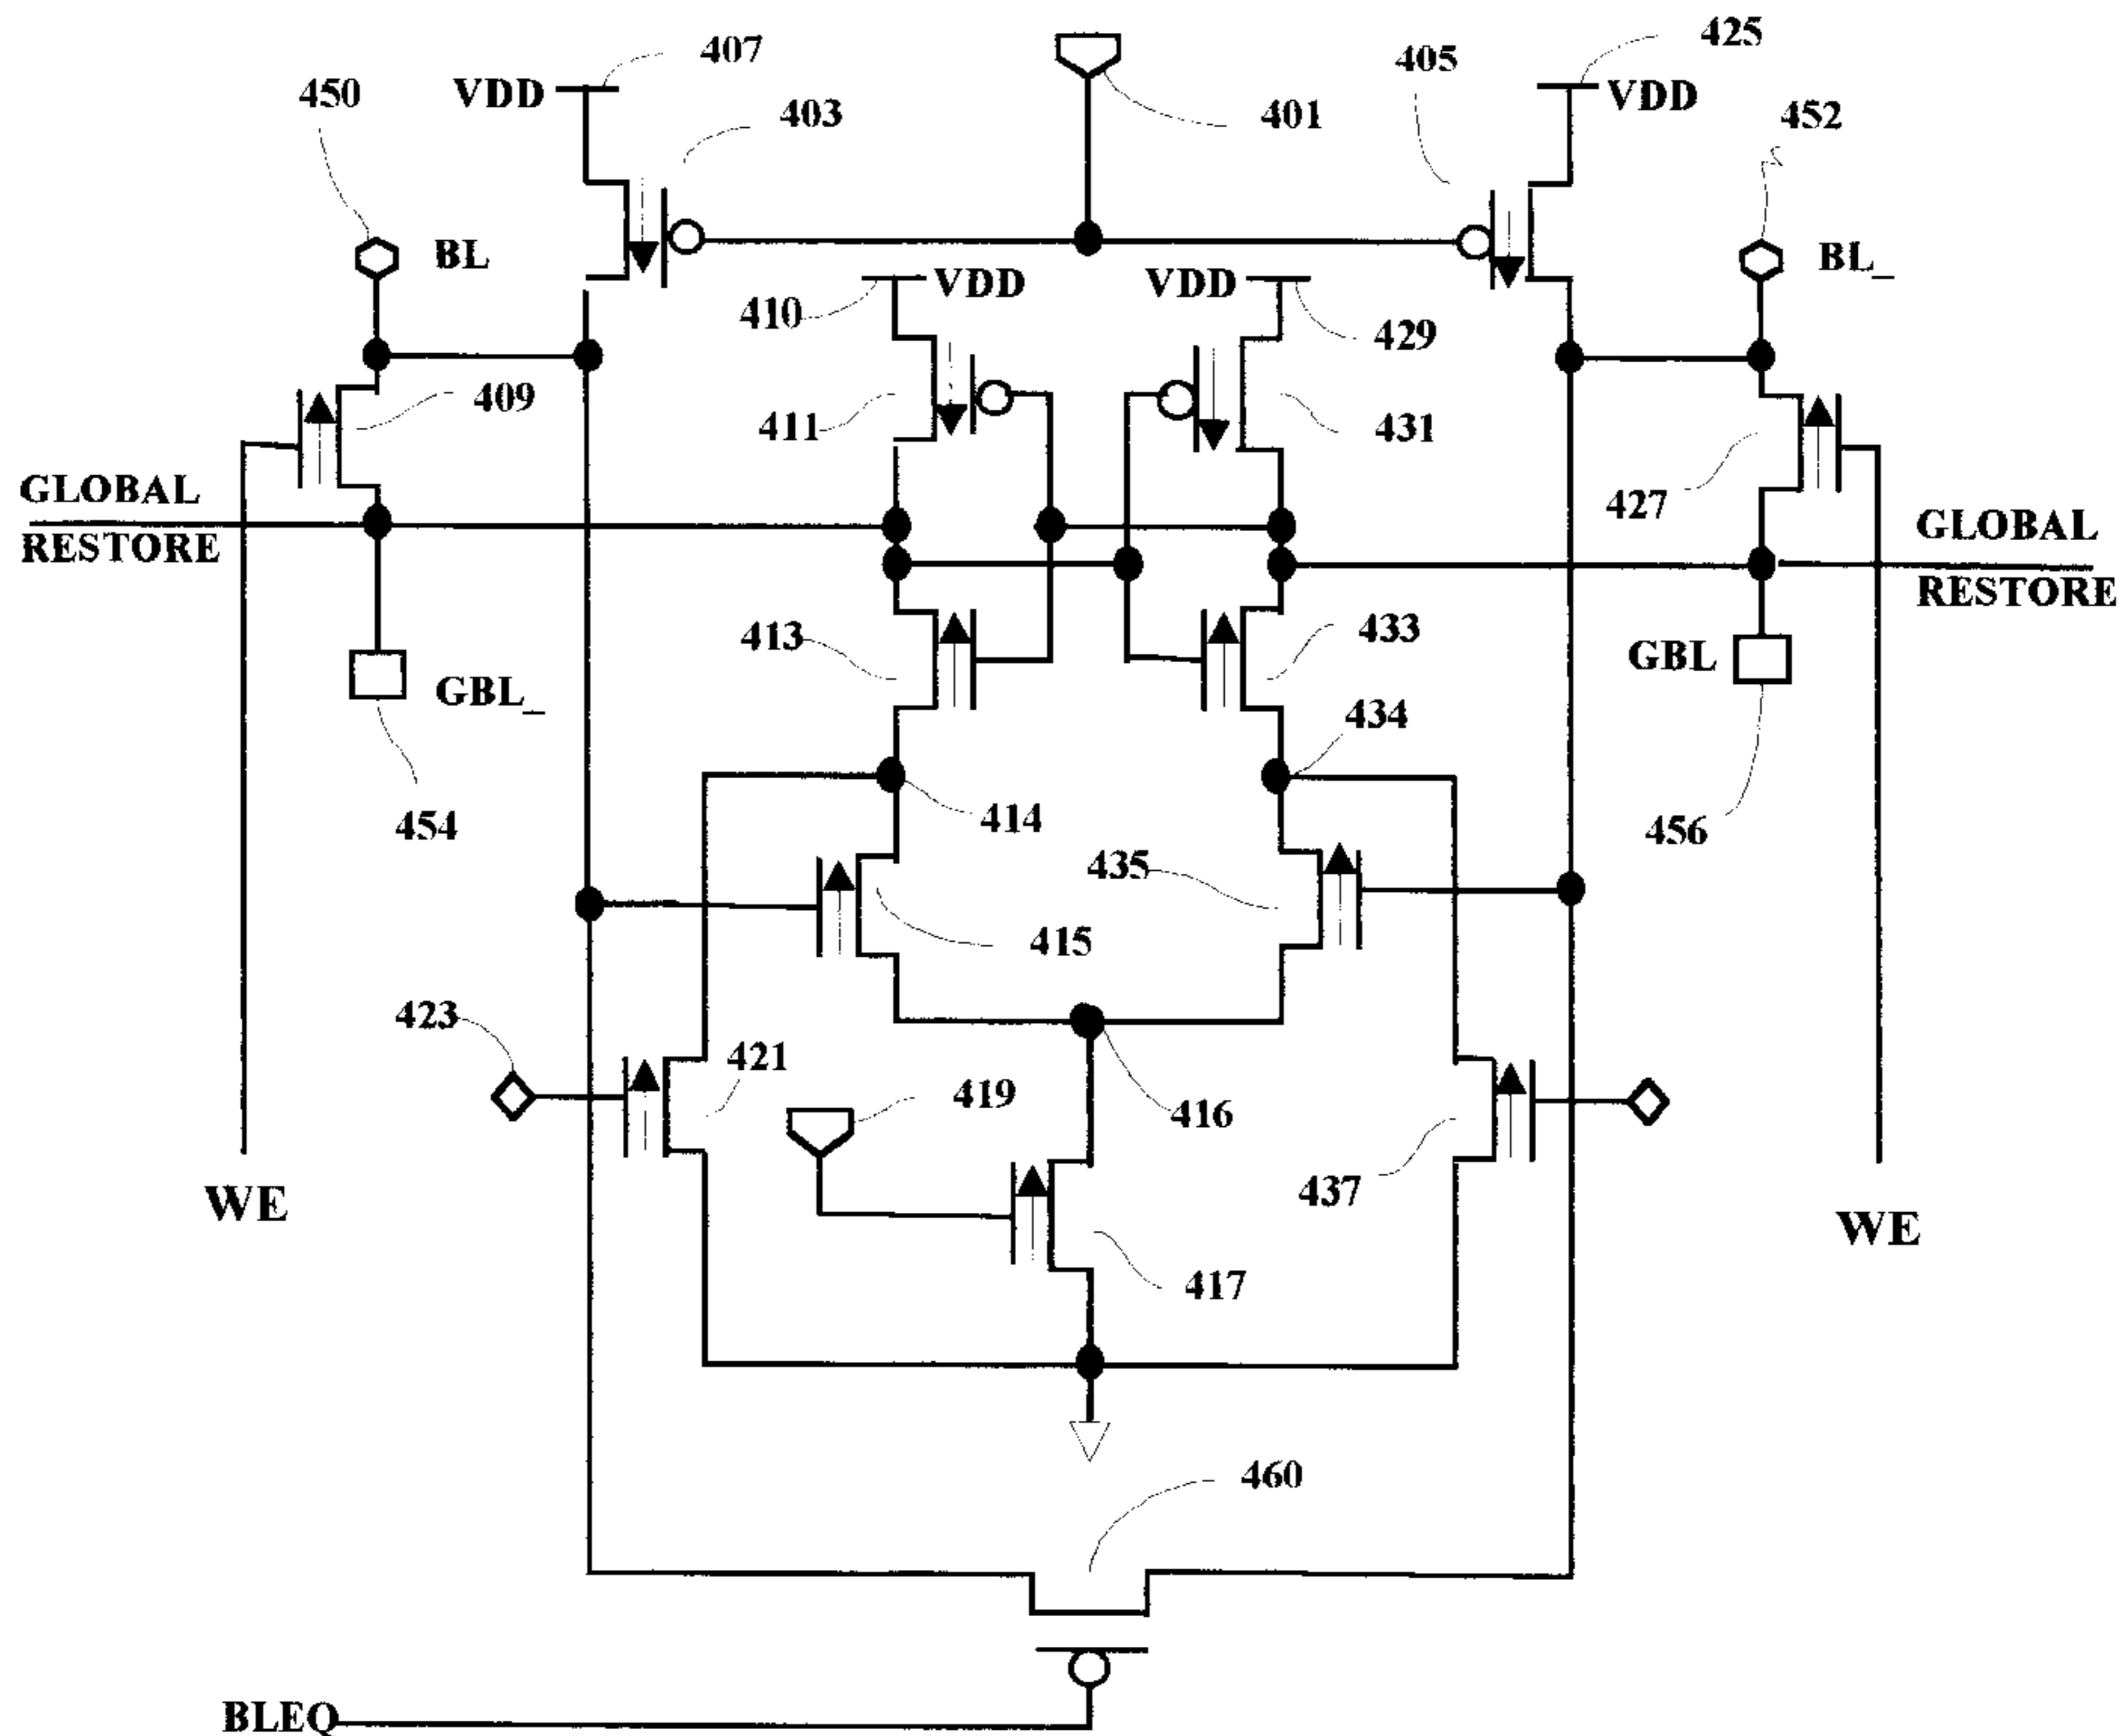 407
425
405
450
VDD
VDD
403
401
452
BL
BL_
410
VDD
VDD
429
411
431
409
427
GLOBAL
RESTORE
GLOBAL
RESTORE
413
433
GBL_
GBL
434
454
414
456
435
415
423
421
419
416
437
WE
WE
417
460
BLEQ